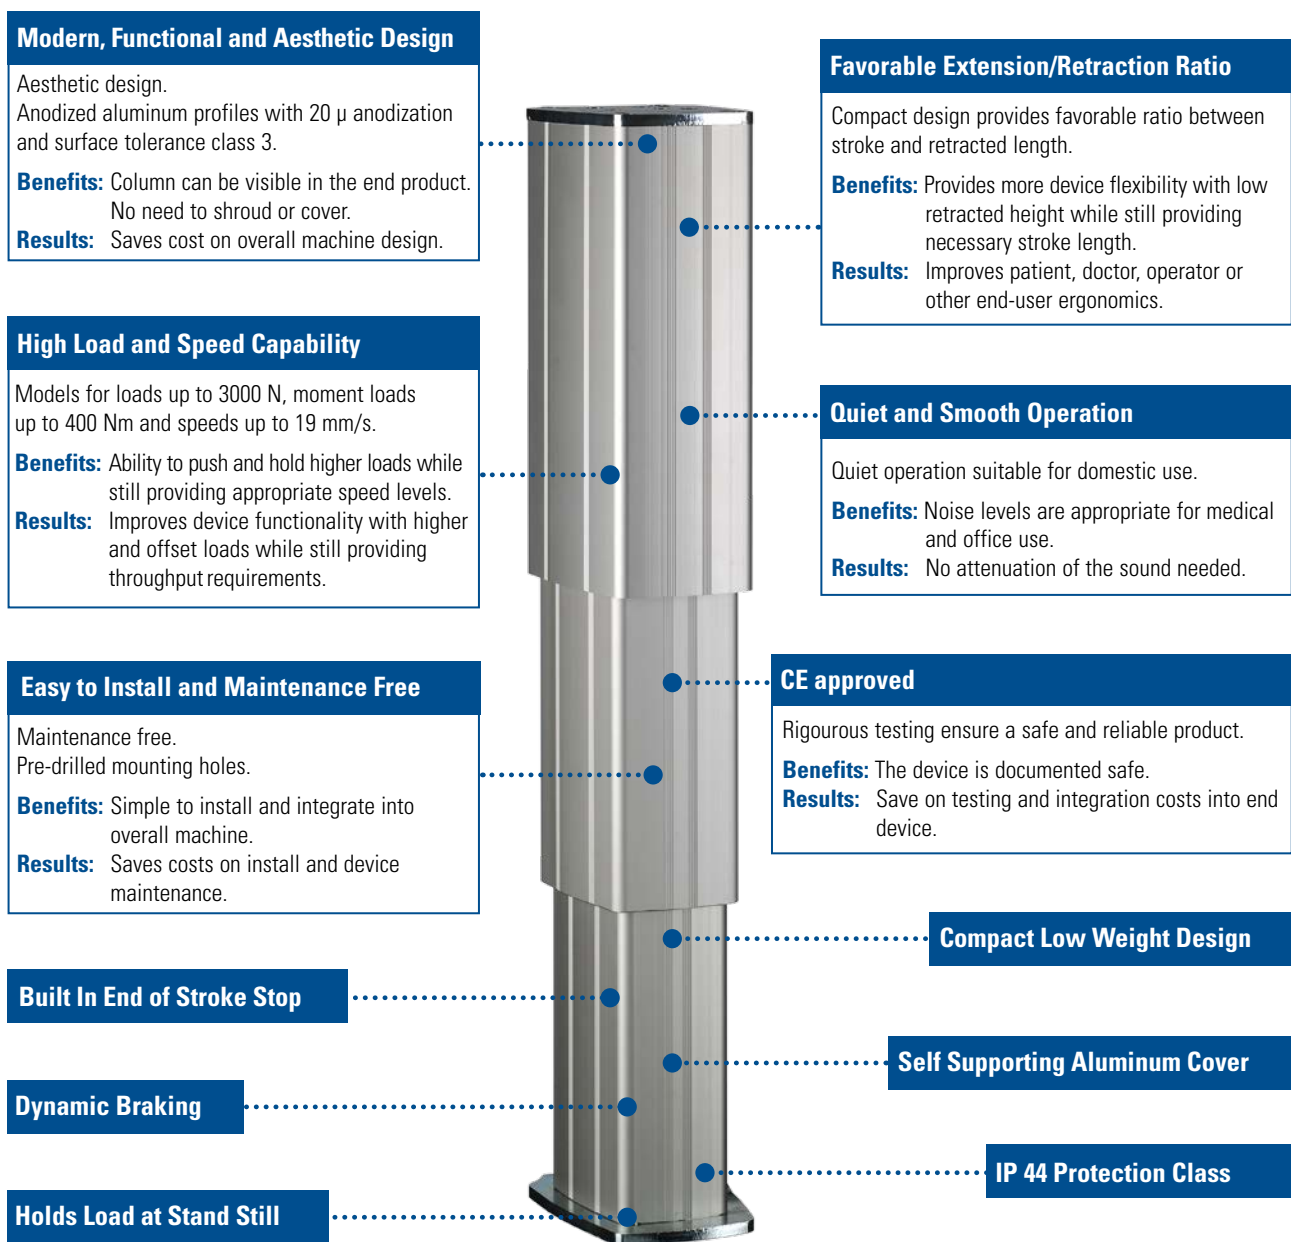 Modern, Functional and Aesthetic Design
Aesthetic design.
Anodized aluminum profiles with 20 µ anodization
and surface tolerance class 3.
Benefits: Column can be visible in the end product.
No need to shroud or cover.
Results: Saves cost on overall machine design.
High Load and Speed Capability
Models for loads up to 3000 N, moment loads
up to 400 Nm and speeds up to 19 mm/s.
Benefits: Ability to push and hold higher loads while
still providing appropriate speed levels.
Results: Improves device functionality with higher
and offset loads while still providing
throughput requirements.
Easy to Install and Maintenance Free
Maintenance free.
Pre-drilled mounting holes.
Benefits: Simple to install and integrate into
overall machine.
Results: Saves costs on install and device
maintenance.
Built In End of Stroke Stop
Dynamic Braking
Holds Load at Stand Still
Favorable Extension/Retraction Ratio
Compact design provides favorable ratio between
stroke and retracted length.
Benefits: Provides more device flexibility with low
retracted height while still providing
necessary stroke length.
Results: Improves patient, doctor, operator or
other end-user ergonomics.
Quiet and Smooth Operation
Quiet operation suitable for domestic use.
Benefits: Noise levels are appropriate for medical
and office use.
Results: No attenuation of the sound needed.
CE approved
Rigourous testing ensure a safe and reliable product.
Benefits: The device is documented safe.
Results: Save on testing and integration costs into end
device.
Compact Low Weight Design
Self Supporting Aluminum Cover
IP 44 Protection Class